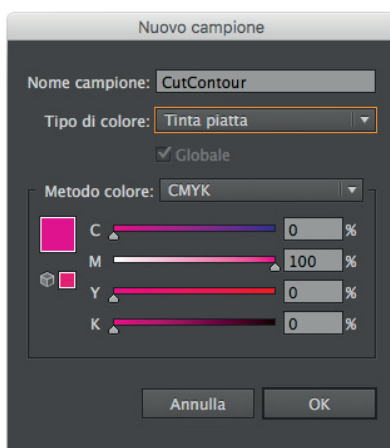 Nuovo campione
Nome campione: CutContour
Tipo di colore: Tinta piatta
Globale
Metodo colore: CMYK
C 0 %
M 100 %
Y 0 %
K 0 %
Annulla OK